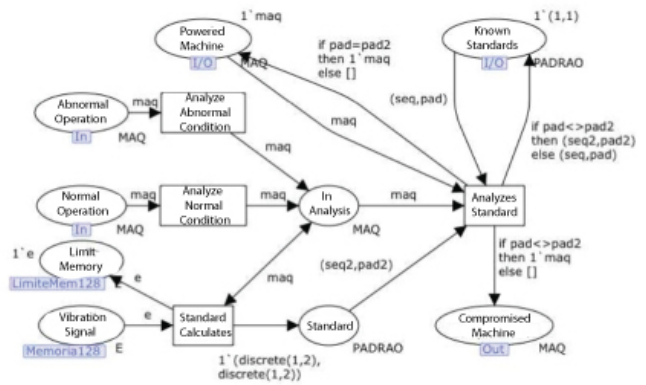 1`maq
Powered
Machine
I/O
MAQ
if pad=pad2
then 1`maq
else []
1`(1,1)
Known
Standards
I/O
PADRAO
(seq,pad)
maq
if pad<>pad2
then (seq2,pad2)
else (seq,pad)
Abnormal
Operation
In
MAQ
maq
Analyze
Abnormal
Condition
maq
Normal
Operation
In
MAQ
maq
Analyze
Normal
Condition
maq
In
Analysis
MAQ
maq
Analyzes
Standard
1`e
Limit-
Memory
LimiteMem128
E
e
maq
(seq2,pad2)
if pad<>pad2
then 1`maq
else []
Vibration
Signal
Memoria128
E
e
Standard
Calculates
Standard
PADRAO
1`(discrete(1,2),
discrete(1,2))
Compromised
Machine
Out
MAQ